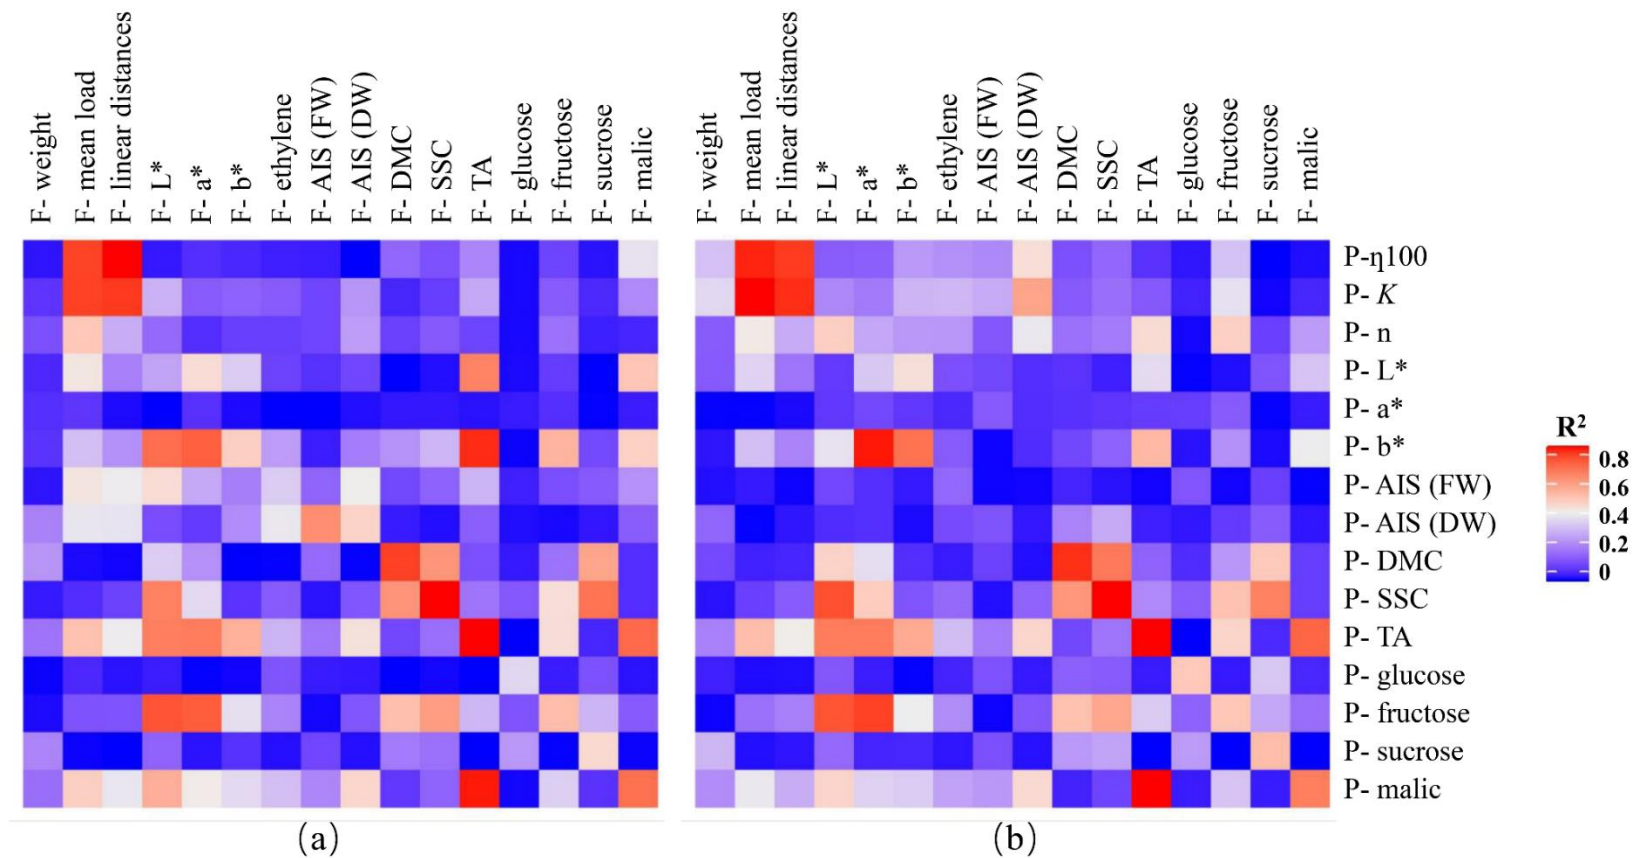 F- weight
F- mean load
F- linear distances
F- L*
F- a*
F- b*
F- ethylene
F- AIS (FW)
F- AIS (DW)
F- DMC
F- SSC
F- TA
F- glucose
F- fructose
F- sucrose
F- malic
F- weight
F- mean load
F- linear distances
F- L*
F- a*
F- b*
F- ethylene
F- AIS (FW)
F- AIS (DW)
F- DMC
F- SSC
F- TA
F- glucose
F- fructose
F- sucrose
F- malic
P-η100
P- K
P- n
P- L*
P- a*
P- b*
P- AIS (FW)
P- AIS (DW)
P- DMC
P- SSC
P- TA
P- glucose
P- fructose
P- sucrose
P- malic
R²
0.8
0.6
0.4
0.2
0
(a)
(b)